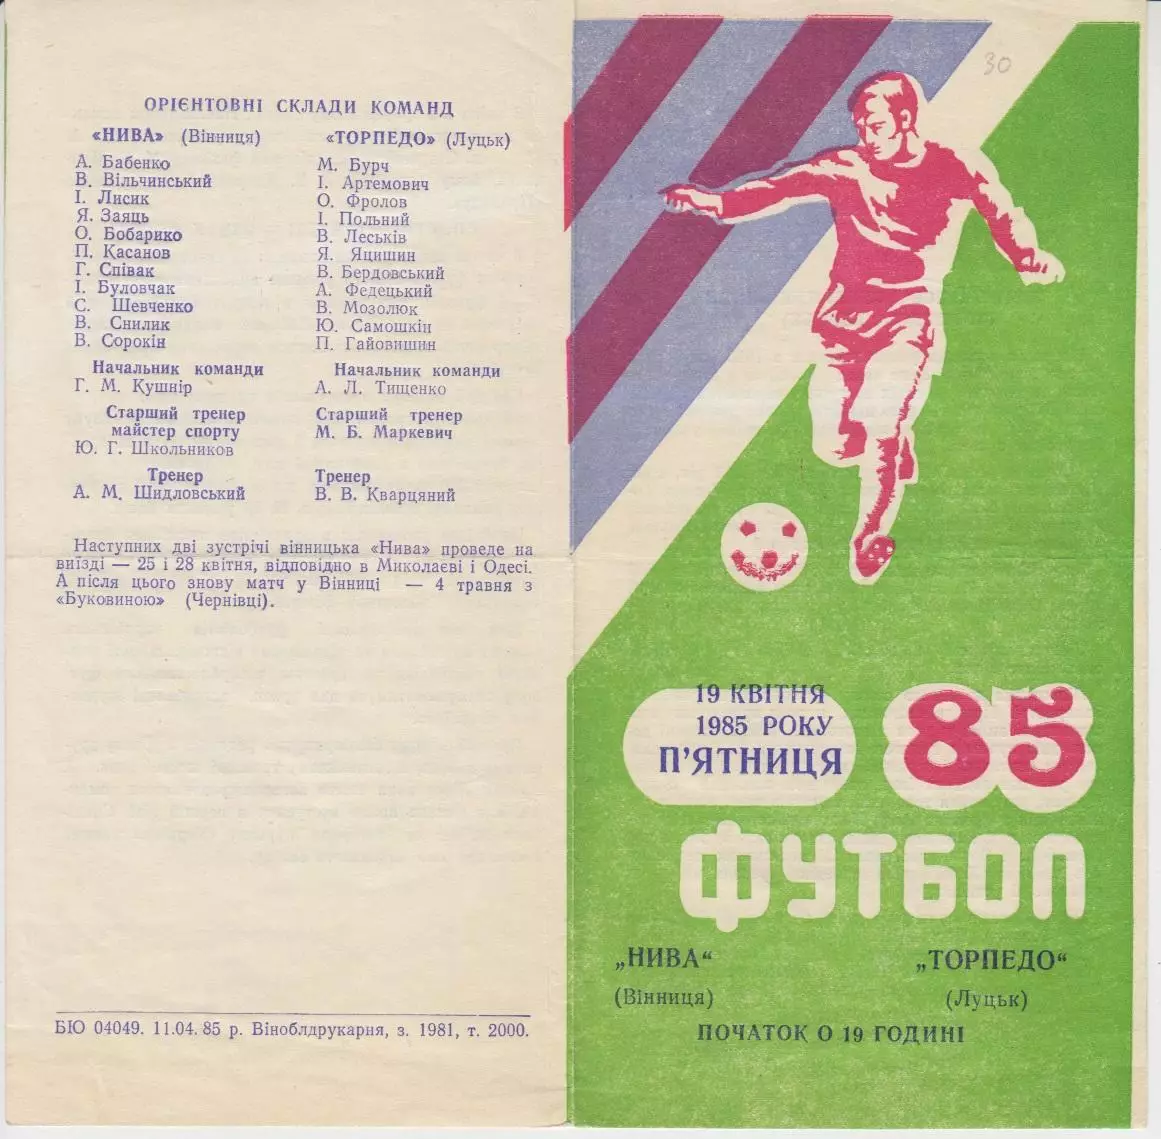 ОРІЄНТОВНІ СКЛАДИ КОМАНД
«НИВА» (Вінниця)
А. Бабенко
В. Вільчинський
І. Лисик
Я. Заяць
О. Бобарико
П. Касанов
Г. Співак
І. Буловчак
С. Шевченко
В. Снилик
В. Сорокін
Начальник команди
Г. М. Кушнір
Старший тренер
майстер спорту
Ю. Г. Школьников
Тренер
А. М. Шидловський
«ТОРПЕДО» (Луцьк)
М. Бурч
І. Артемович
О. Фролов
І. Польний
В. Леськів
Я. Яцишин
В. Бердовський
А. Федецький
В. Мозолюк
Ю. Самошкін
П. Гайовишин
Начальник команди
А. Л. Тищенко
Старший тренер
М. Б. Маркевич
Тренер
В. В. Кварцяний
Наступних дві зустрічі вінницька «Нива» проведе на
виїзді — 25 і 28 квітня, відповідно в Миколаєві і Одесі.
А після цього знову матч у Вінниці — 4 травня з
«Буковиною» (Чернівці).
БЮ 04049. 11.04. 85 р. Віноблдрукарня, з. 1981, т. 2000.
30
19 КВІТНЯ
1985 РОКУ
П'ЯТНИЦЯ
85
ФУТБОЛ
„НИВА“ „ТОРПЕДО“
(Вінниця) (Луцьк)
ПОЧАТОК О 19 ГОДИНІ